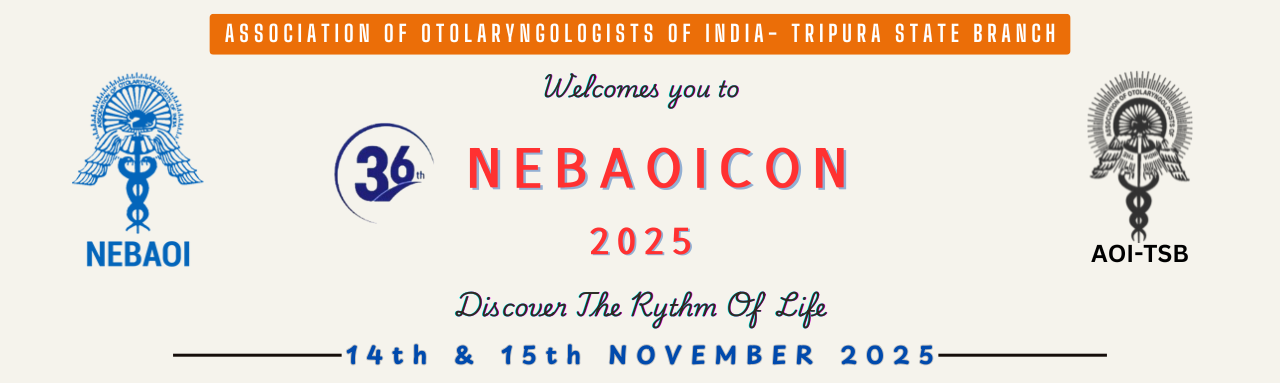 ASSOCIATION OF OTOLARYNGOLOGISTS OF INDIA- TRIPURA STATE BRANCH
Welcomes you to
36th
NEBAOICON
2025
NEBAOI
AOI-TSB
Discover The Rythm Of Life
14th & 15th NOVEMBER 2025